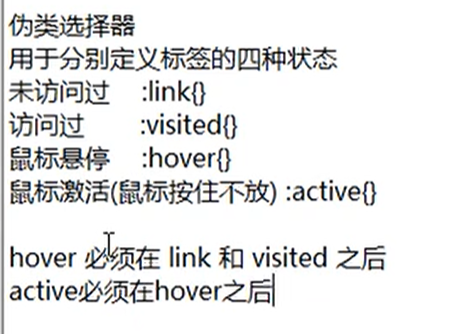 伪类选择器
用于分别定义标签的四种状态
未访问过 :link{}
访问过 :visited{}
鼠标悬停 :hover{}
鼠标激活(鼠标按住不放) :active{}
hover 必须在 link 和 visited 之后
active必须在hover之后